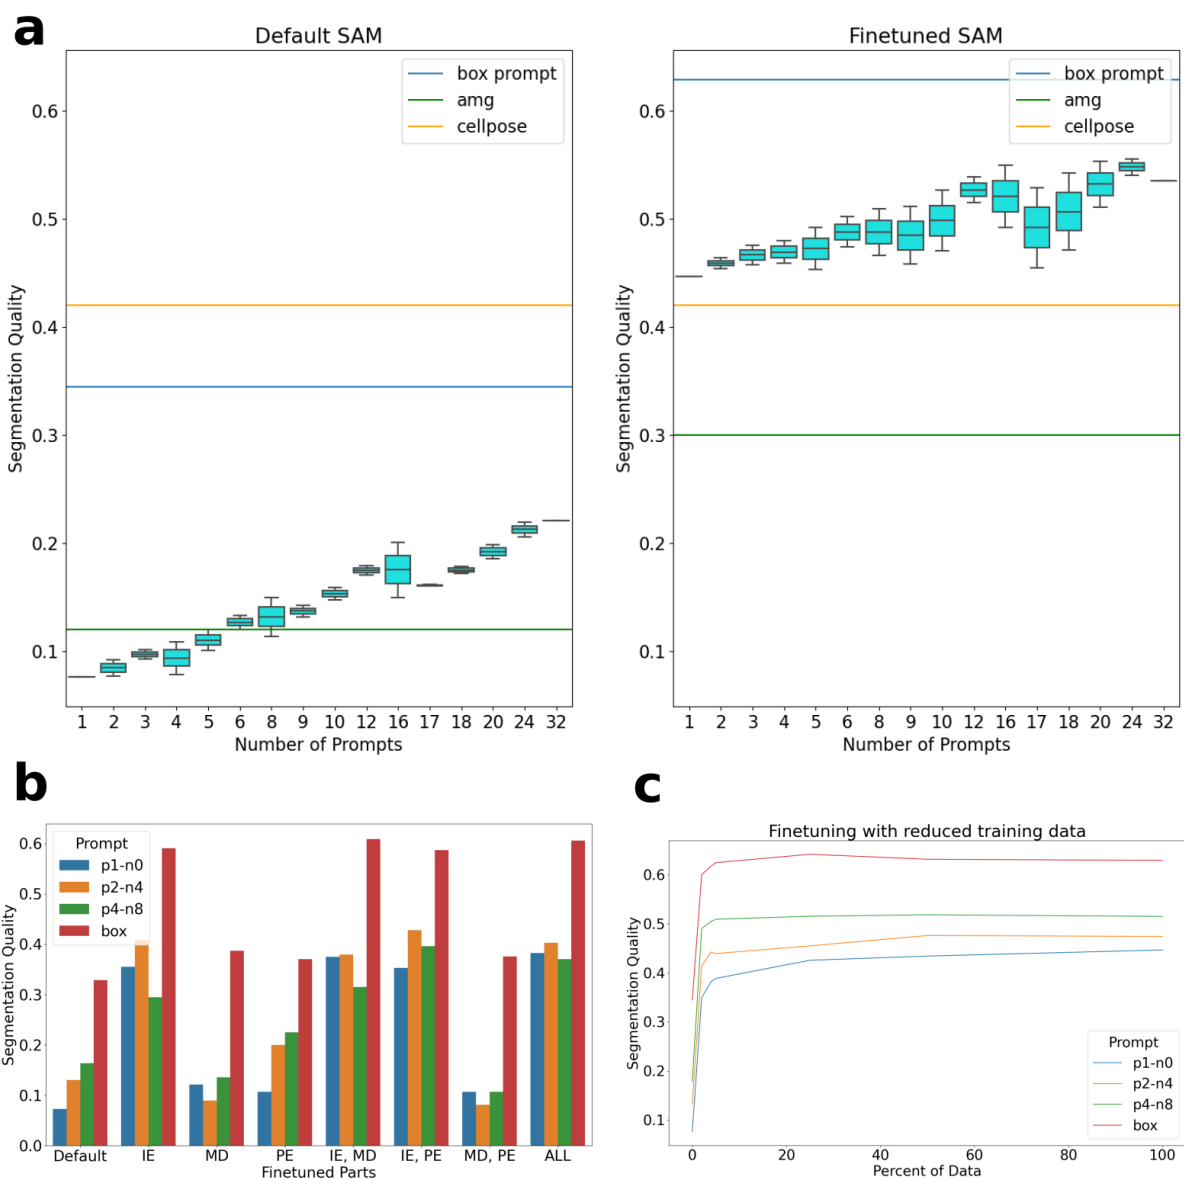 a
Default SAM
Segmentation Quality
0.6
0.5
0.4
0.3
0.2
0.1
box prompt
amg
cellpose
1 2 3 4 5 6 8 9 10 12 16 17 18 20 24 32
Number of Prompts
Finetuned SAM
Segmentation Quality
0.6
0.5
0.4
0.3
0.2
0.1
box prompt
amg
cellpose
1 2 3 4 5 6 8 9 10 12 16 17 18 20 24 32
Number of Prompts
b
Segmentation Quality
0.6
0.5
0.4
0.3
0.2
0.1
0.0
Prompt
p1-n0
p2-n4
p4-n8
box
Default IE MD PE IE, MD IE, PE MD, PE ALL
Finetuned Parts
c
Finetuning with reduced training data
Segmentation Quality
0.6
0.5
0.4
0.3
0.2
0.1
Prompt
p1-n0
p2-n4
p4-n8
box
0 20 40 60 80 100
Percent of Data